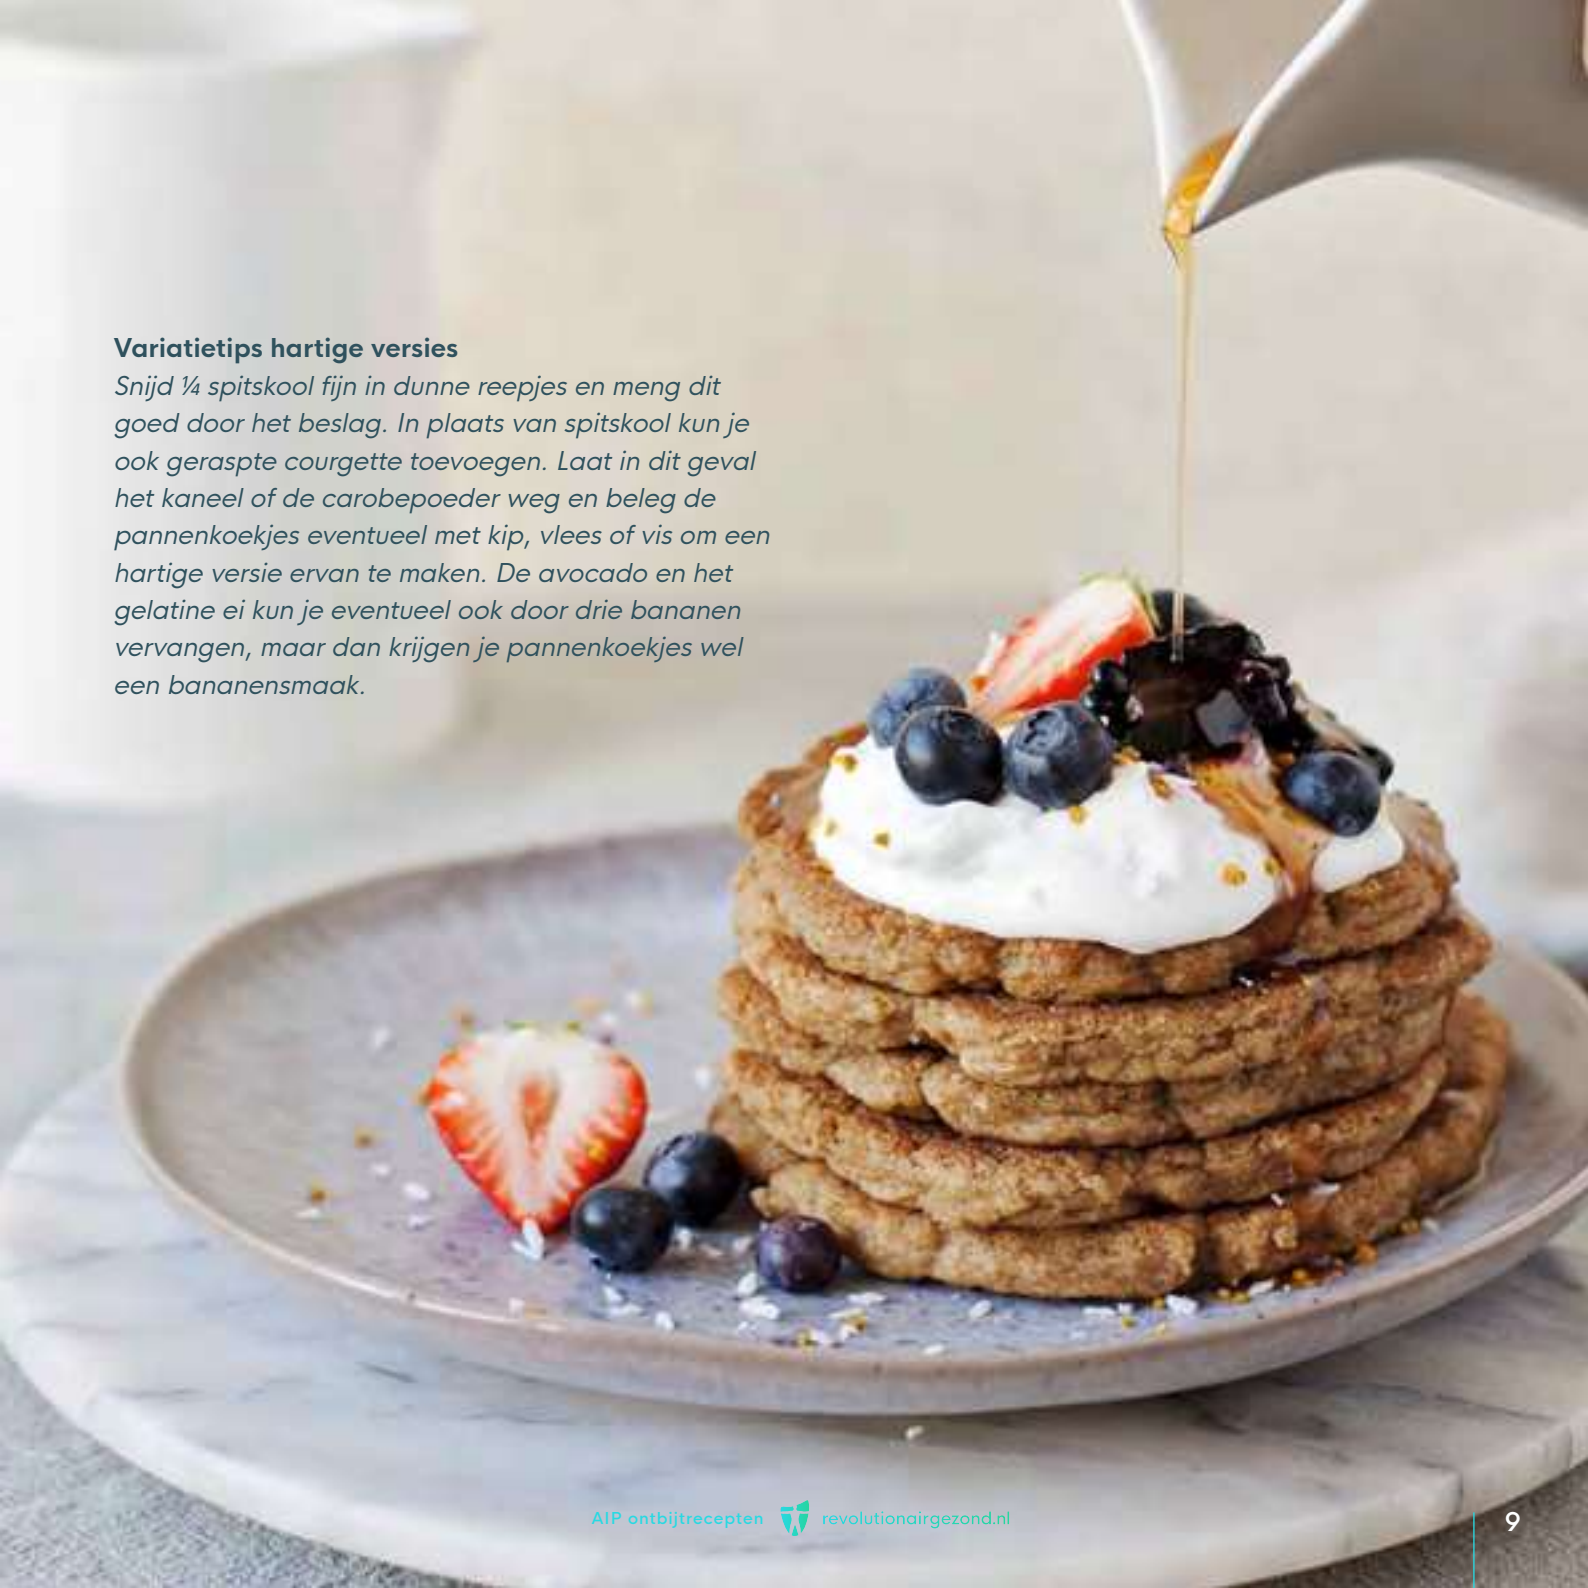 Variatietips hartige versies
Snijd ¼ spitskool fijn in dunne reepjes en meng dit
goed door het beslag. In plaats van spitskool kun je
ook geraspte courgette toevoegen. Laat in dit geval
het kaneel of de carobepoeder weg en beleg de
pannenkoekjes eventueel met kip, vlees of vis om een
hartige versie ervan te maken. De avocado en het
gelatine ei kun je eventueel ook door drie bananen
vervangen, maar dan krijgen je pannenkoekjes wel
een bananensmaak.
AIP ontbijtrecepten revolutionairgezond.nl 9